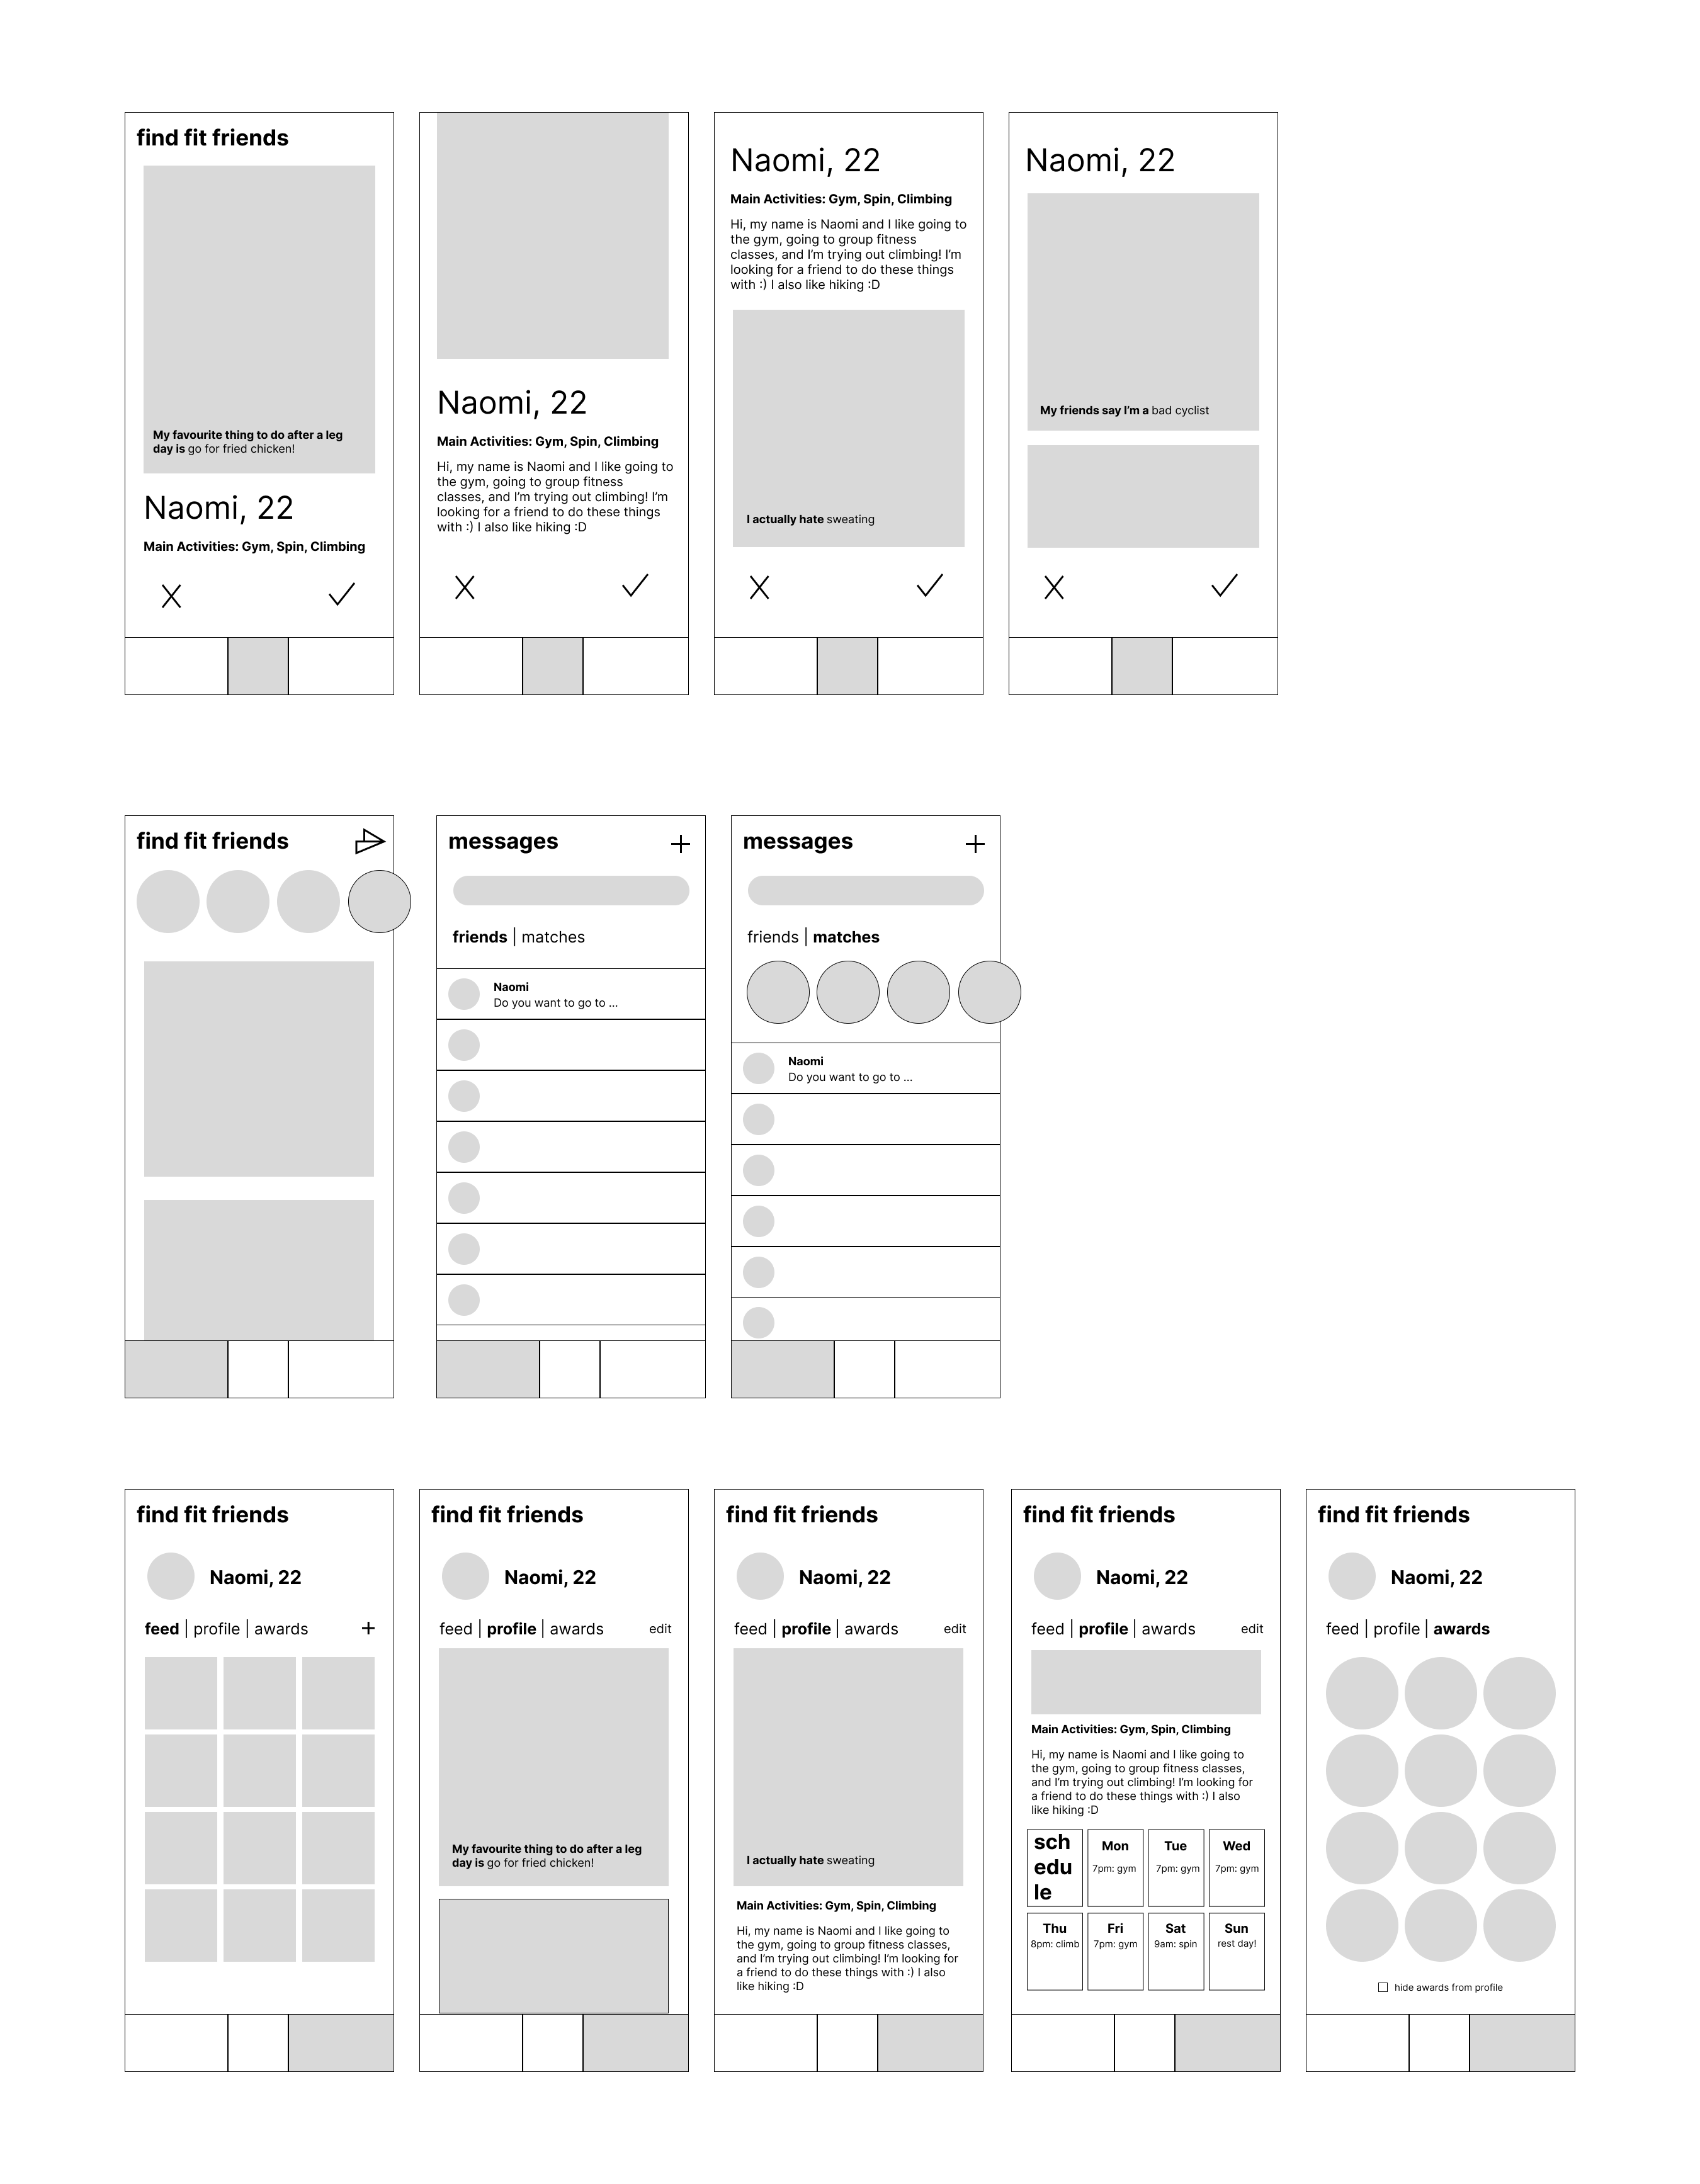 find fit friends
My favourite thing to do after a leg
day is go for fried chicken!
Naomi, 22
Main Activities: Gym, Spin, Climbing
Naomi, 22
Main Activities: Gym, Spin, Climbing
Hi, my name is Naomi and I like going to
the gym, going to group fitness
classes, and I'm trying out climbing! I'm
looking for a friend to do these things
with :) I also like hiking :D
Naomi, 22
Main Activities: Gym, Spin, Climbing
Hi, my name is Naomi and I like going to
the gym, going to group fitness
classes, and I'm trying out climbing! I'm
looking for a friend to do these things
with :) I also like hiking :D
I actually hate sweating
Naomi, 22
My friends say I'm a bad cyclist
find fit friends
messages
friends | matches
Naomi
Do you want to go to ...
messages
friends | matches
Naomi
Do you want to go to ...
find fit friends
Naomi, 22
feed | profile | awards +
find fit friends
Naomi, 22
feed | profile | awards edit
My favourite thing to do after a leg
day is go for fried chicken!
find fit friends
Naomi, 22
feed | profile | awards edit
I actually hate sweating
Main Activities: Gym, Spin, Climbing
Hi, my name is Naomi and I like going to
the gym, going to group fitness classes,
and I'm trying out climbing! I'm looking for
a friend to do these things with :) I also
like hiking :D
find fit friends
Naomi, 22
feed | profile | awards edit
Main Activities: Gym, Spin, Climbing
Hi, my name is Naomi and I like going to
the gym, going to group fitness classes,
and I'm trying out climbing! I'm looking for
a friend to do these things with :) I also
like hiking :D
sch
edu
le
Mon
7pm: gym
Tue
7pm: gym
Wed
7pm: gym
Thu
8pm: climb
Fri
7pm: gym
Sat
9am: spin
Sun
rest day!
find fit friends
Naomi, 22
feed | profile | awards
hide awards from profile